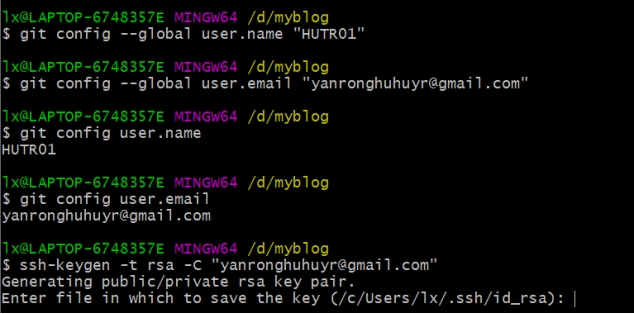 lx@LAPTOP-6748357E MINGW64 /d/myblog
$ git config --global user.name "HUTR01"
lx@LAPTOP-6748357E MINGW64 /d/myblog
$ git config --global user.email "yanronghuhuyr@gmail.com"
lx@LAPTOP-6748357E MINGW64 /d/myblog
$ git config user.name
HUTR01
lx@LAPTOP-6748357E MINGW64 /d/myblog
$ git config user.email
yanronghuhuyr@gmail.com
lx@LAPTOP-6748357E MINGW64 /d/myblog
$ ssh-keygen -t rsa -C "yanronghuhuyr@gmail.com"
Generating public/private rsa key pair.
Enter file in which to save the key (/c/Users/lx/.ssh/id_rsa):